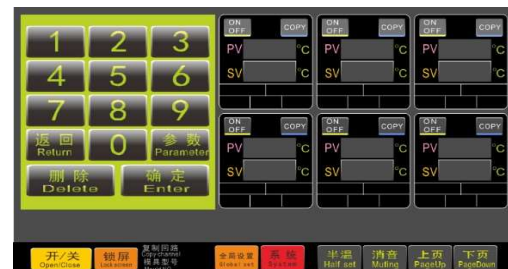 1 2 3
4 5 6
7 8 9
返回 0 参数
Return Parameter
删除 确定
Delete Enter
ON OFF COPY
PV °C
SV °C
ON OFF COPY
PV °C
SV °C
ON OFF COPY
PV °C
SV °C
ON OFF COPY
PV °C
SV °C
ON OFF COPY
PV °C
SV °C
ON OFF COPY
PV °C
SV °C
开/关
Open/Close
锁屏
Lock screen
复制回路
Copy channel
模具型号
全局设置
Global set
系统
System
半温
Half set
消音
Muting
上页
PageUp
下页
PageDown